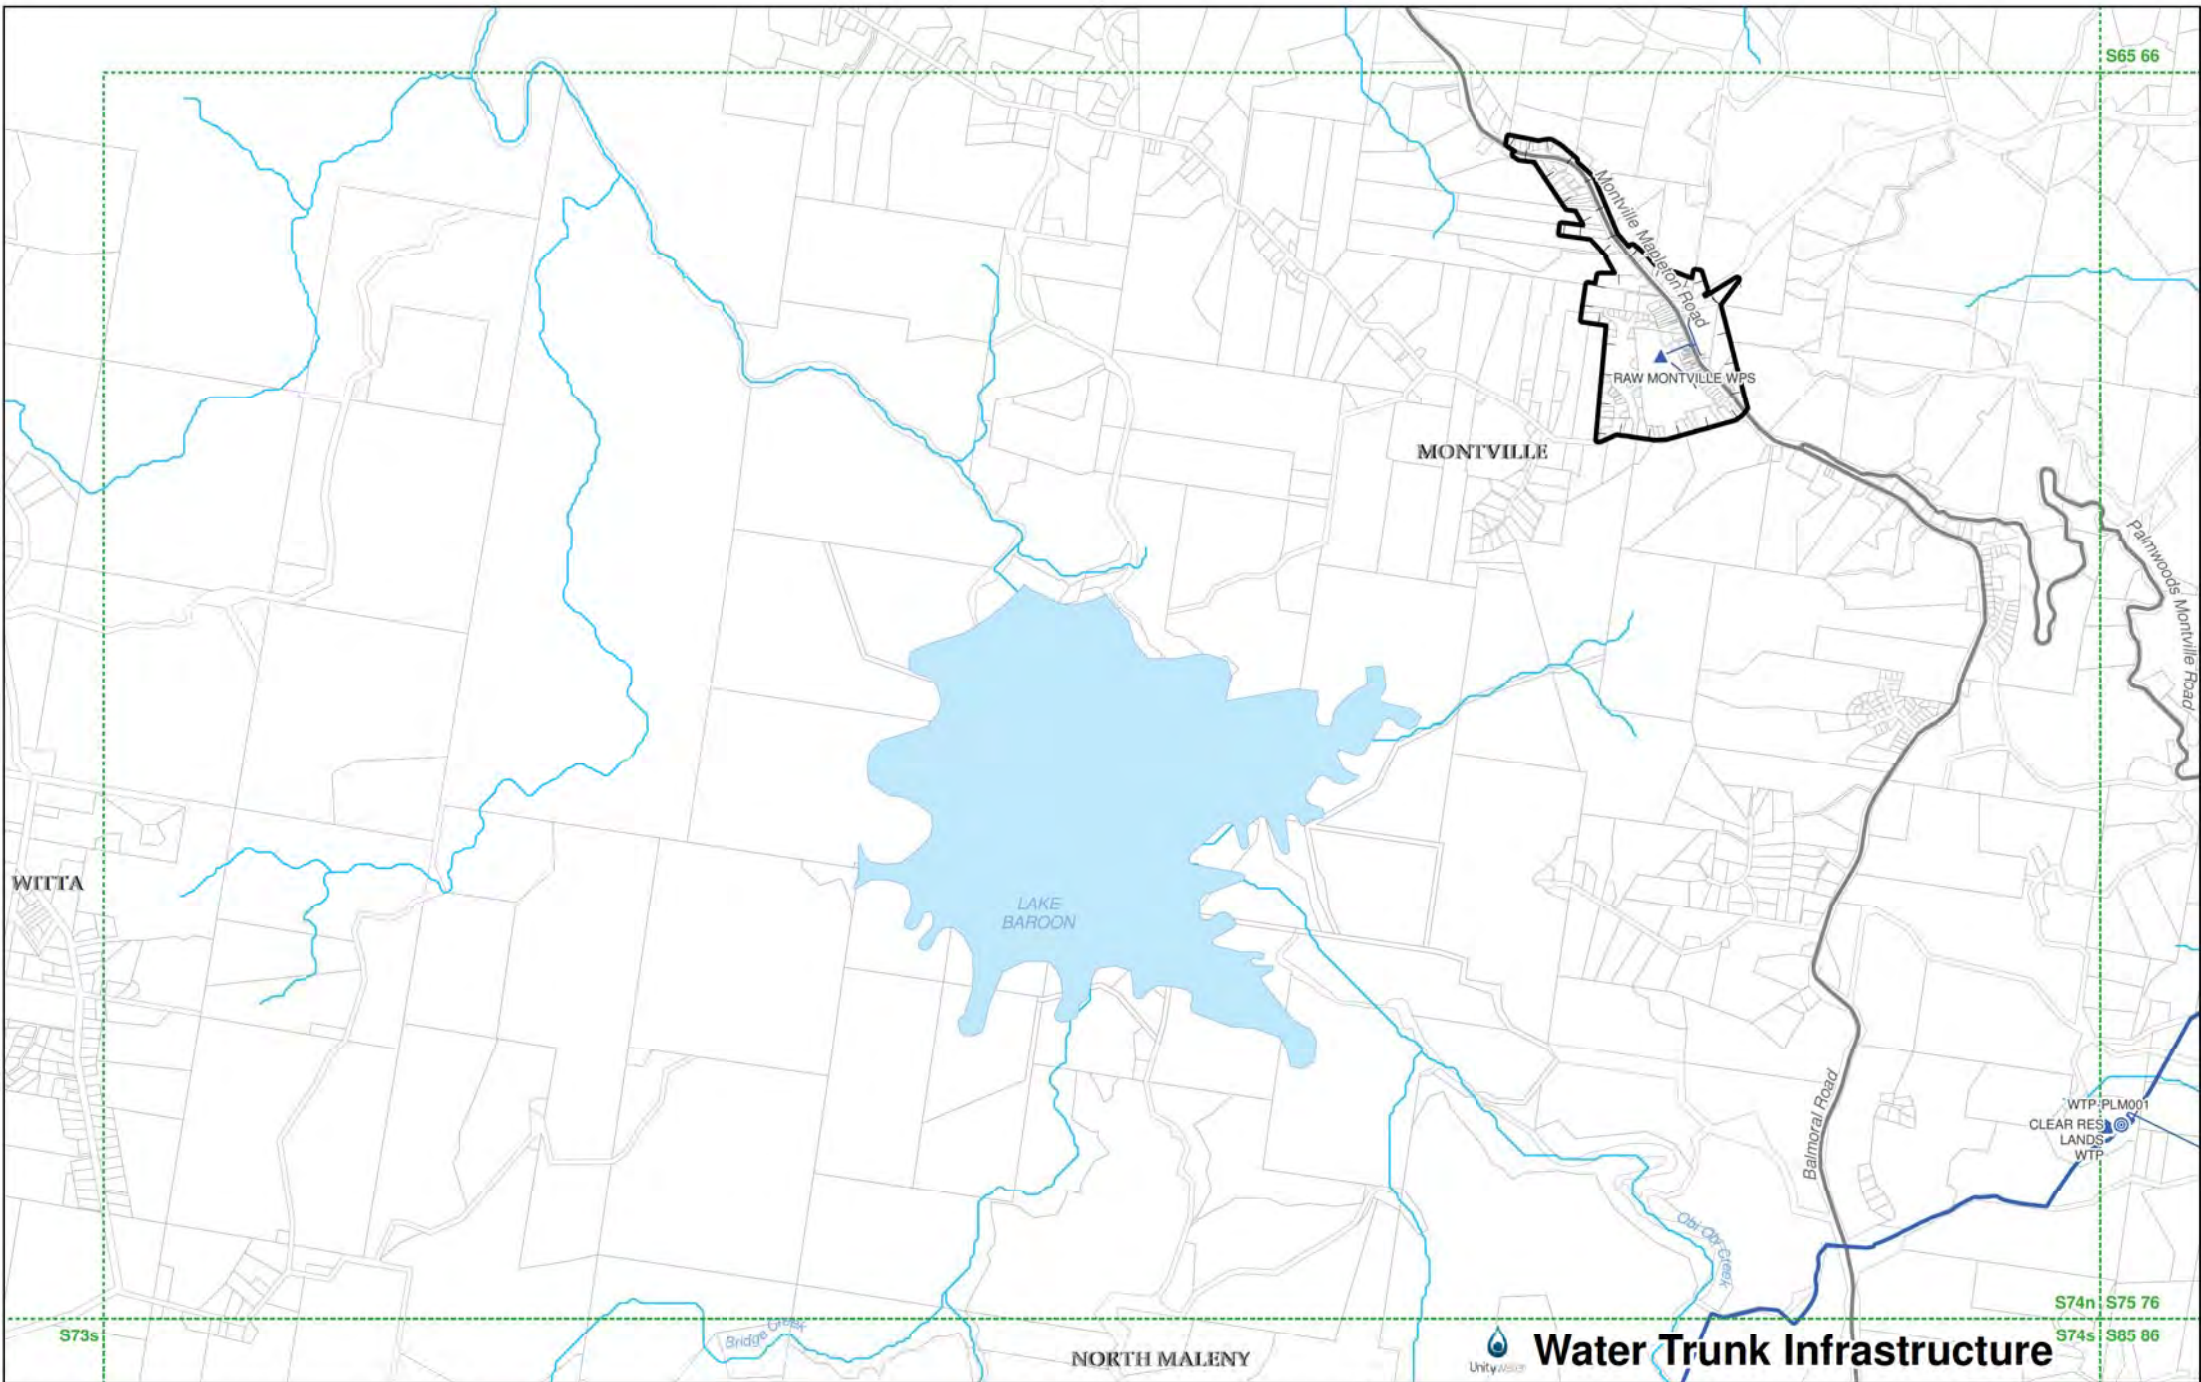 S65 66
Montville Mapleton Road
RAW MONTVILLE WPS
MONTVILLE
Palmwoods Montville Road
WITTA
LAKE
BAROON
Balmoral Road
WTP-PLM001
CLEAR RES
LANDS
WTP
Obi Obi Creek
S74n S75 76
S73s
S74s S85 86
Bridge Creek
NORTH MALENY
Unitywater
Water Trunk Infrastructure